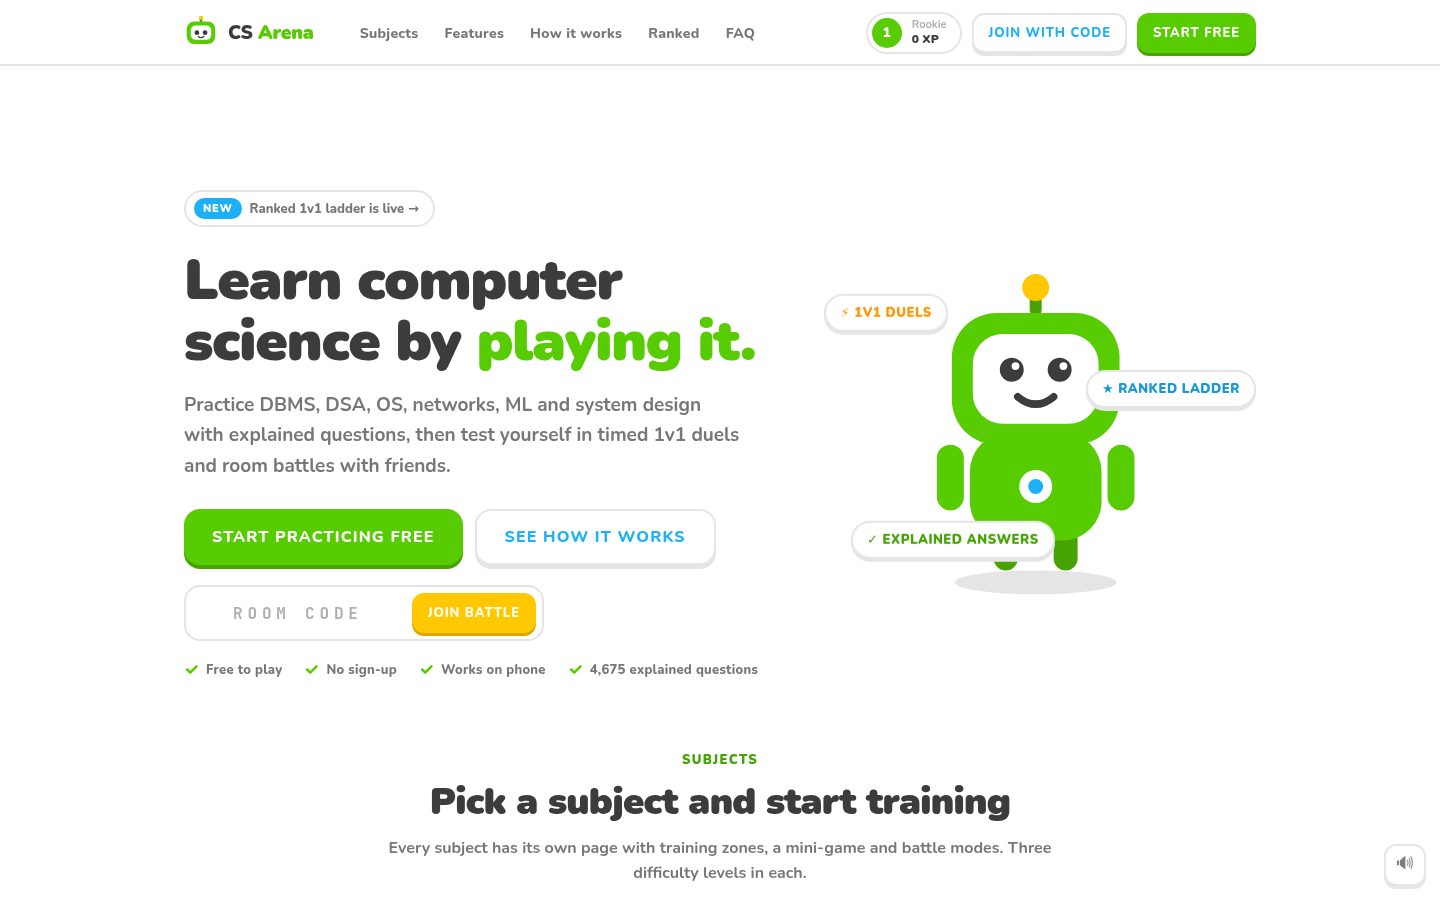 CS Arena
Subjects
Features
How it works
Ranked
FAQ
1
Rookie
0 XP
JOIN WITH CODE
START FREE
NEW Ranked 1v1 ladder is live →
Learn computer
science by playing it.
Practice DBMS, DSA, OS, networks, ML and system design
with explained questions, then test yourself in timed 1v1 duels
and room battles with friends.
START PRACTICING FREE
SEE HOW IT WORKS
ROOM CODE
JOIN BATTLE
Free to play
No sign-up
Works on phone
4,675 explained questions
⚡ 1V1 DUELS
★ RANKED LADDER
✓ EXPLAINED ANSWERS
SUBJECTS
Pick a subject and start training
Every subject has its own page with training zones, a mini-game and battle modes. Three
difficulty levels in each.